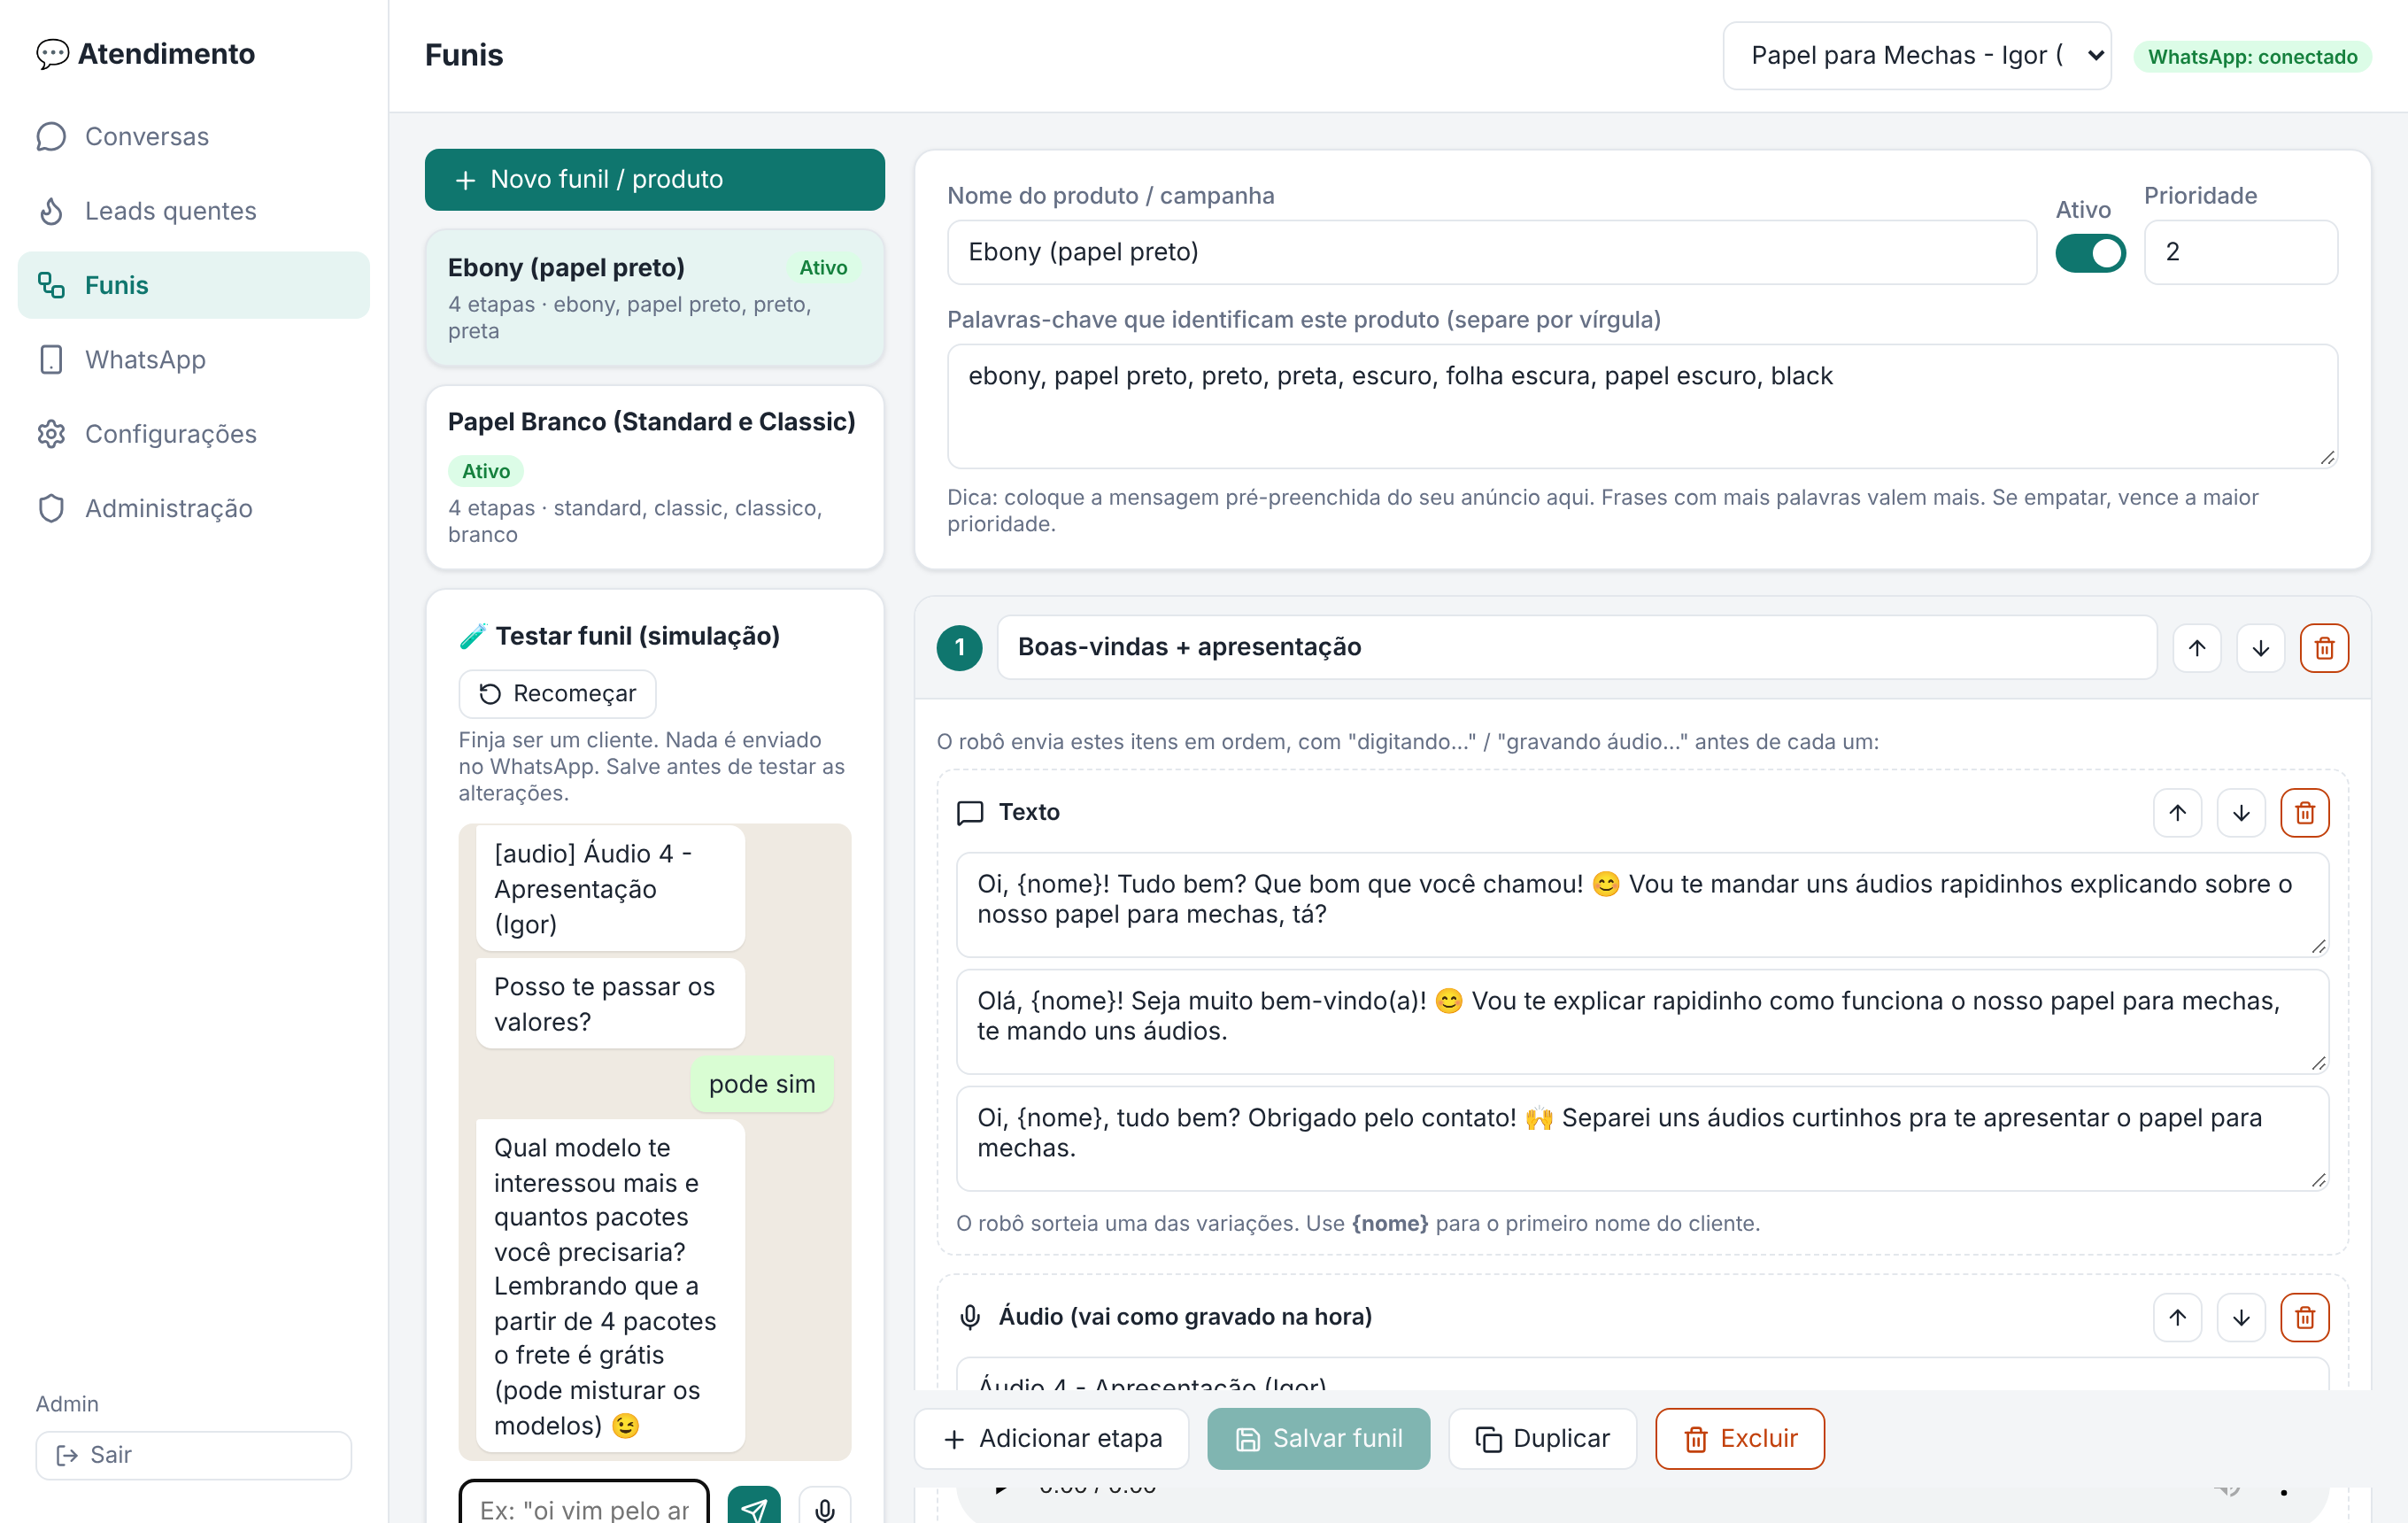 💬 Atendimento
Conversas
Leads quentes
Funis
WhatsApp
Configurações
Administração
Admin
Sair
Funis
Papel para Mechas - Igor (
WhatsApp: conectado
+ Novo funil / produto
Ebony (papel preto)
Ativo
4 etapas · ebony, papel preto, preto,
preta
Papel Branco (Standard e Classic)
Ativo
4 etapas · standard, classic, classico,
branco
🧪 Testar funil (simulação)
Recomeçar
Finja ser um cliente. Nada é enviado
no WhatsApp. Salve antes de testar as
alterações.
[audio] Áudio 4 -
Apresentação
(Igor)
Posso te passar os
valores?
pode sim
Qual modelo te
interessou mais e
quantos pacotes
você precisaria?
Lembrando que a
partir de 4 pacotes
o frete é grátis
(pode misturar os
modelos) 😉
Ex: "oi vim pelo ar
Nome do produto / campanha
Ativo
Prioridade
Ebony (papel preto)
2
Palavras-chave que identificam este produto (separe por vírgula)
ebony, papel preto, preto, preta, escuro, folha escura, papel escuro, black
Dica: coloque a mensagem pré-preenchida do seu anúncio aqui. Frases com mais palavras valem mais. Se empatar, vence a maior
prioridade.
1
Boas-vindas + apresentação
O robô envia estes itens em ordem, com "digitando..." / "gravando áudio..." antes de cada um:
Texto
Oi, {nome}! Tudo bem? Que bom que você chamou! 😊 Vou te mandar uns áudios rapidinhos explicando sobre o
nosso papel para mechas, tá?
Olá, {nome}! Seja muito bem-vindo(a)! 😊 Vou te explicar rapidinho como funciona o nosso papel para mechas,
te mando uns áudios.
Oi, {nome}, tudo bem? Obrigado pelo contato! 🙌 Separei uns áudios curtinhos pra te apresentar o papel para
mechas.
O robô sorteia uma das variações. Use {nome} para o primeiro nome do cliente.
Áudio (vai como gravado na hora)
Áudio 4 - Apresentação (Igor)
+ Adicionar etapa
Salvar funil
Duplicar
Excluir
0:00 / 0:00